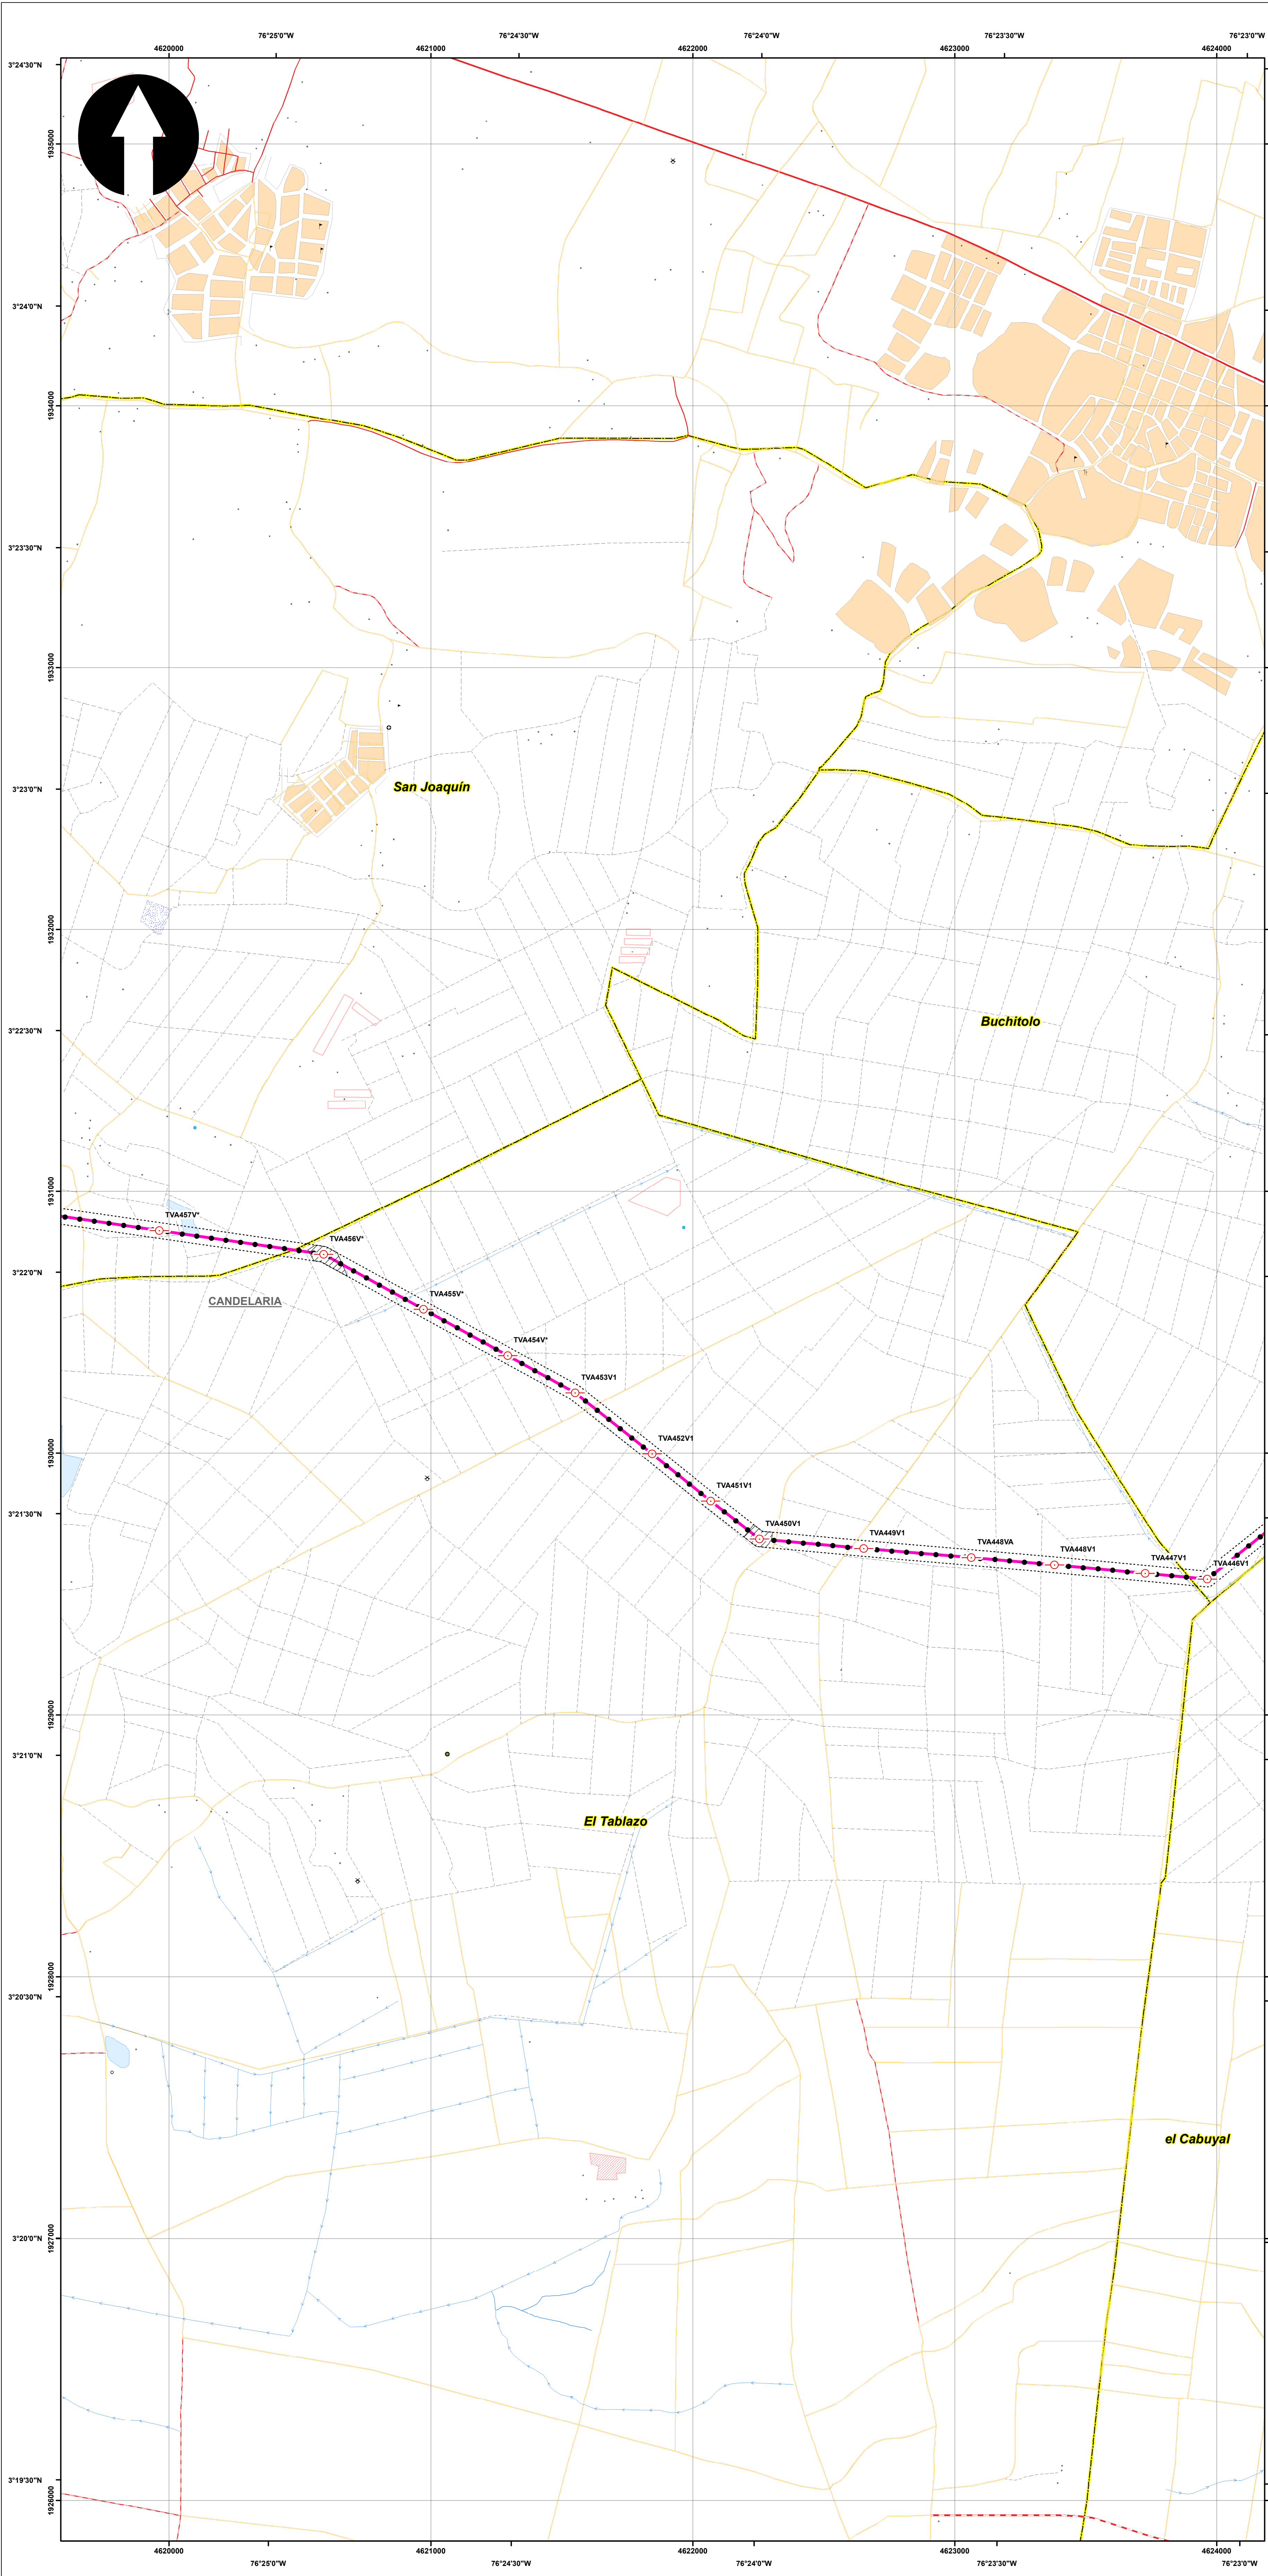 76°25'0"W 76°24'30"W 76°24'0"W 76°23'30"W 76°23'0"W
4620000 4621000 4622000 4623000 4624000
3°24'30"N
1935000
3°24'0"N
1934000
3°23'30"N
1933000
3°23'0"N
San Joaquín
1932000
3°22'30"N
Buchitolo
1931000
TVA457V*
TVA456V*
3°22'0"N
CANDELARIA
TVA455V*
TVA454V*
TVA453V1
TVA452V1
1930000
TVA451V1
3°21'30"N
TVA450V1
TVA449V1
TVA448VA
TVA448V1
TVA447V1
TVA446V1
1929000
3°21'0"N
El Tablazo
1928000
3°20'30"N
el Cabuyal
1927000
3°20'0"N
3°19'30"N
1926000
4620000 4621000 4622000 4623000 4624000
76°25'0"W 76°24'30"W 76°24'0"W 76°23'30"W 76°23'0"W